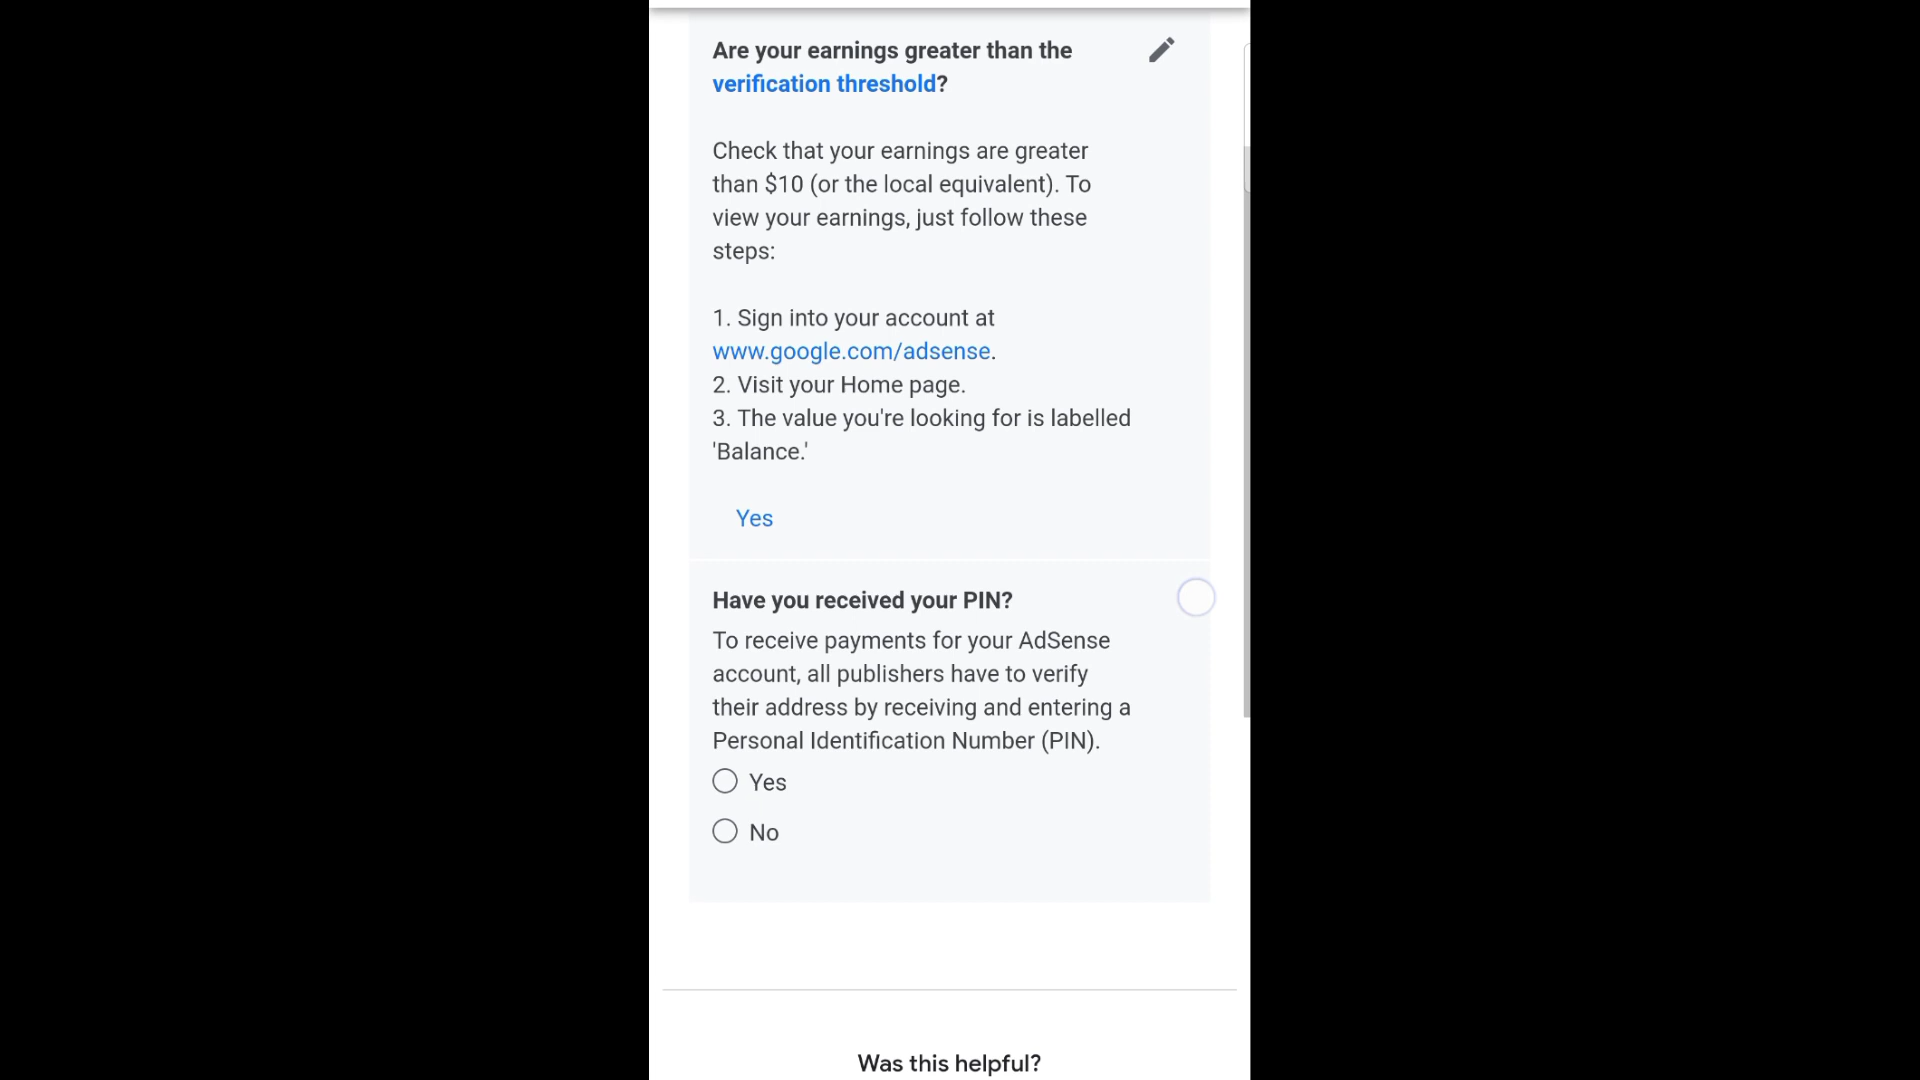 Are your earnings greater than the
verification threshold?
Check that your earnings are greater
than $10 (or the local equivalent). To
view your earnings, just follow these
steps:
1. Sign into your account at
www.google.com/adsense.
2. Visit your Home page.
3. The value you're looking for is labelled
'Balance.'
Yes
Have you received your PIN?
To receive payments for your AdSense
account, all publishers have to verify
their address by receiving and entering a
Personal Identification Number (PIN).
Yes
No
Was this helpful?